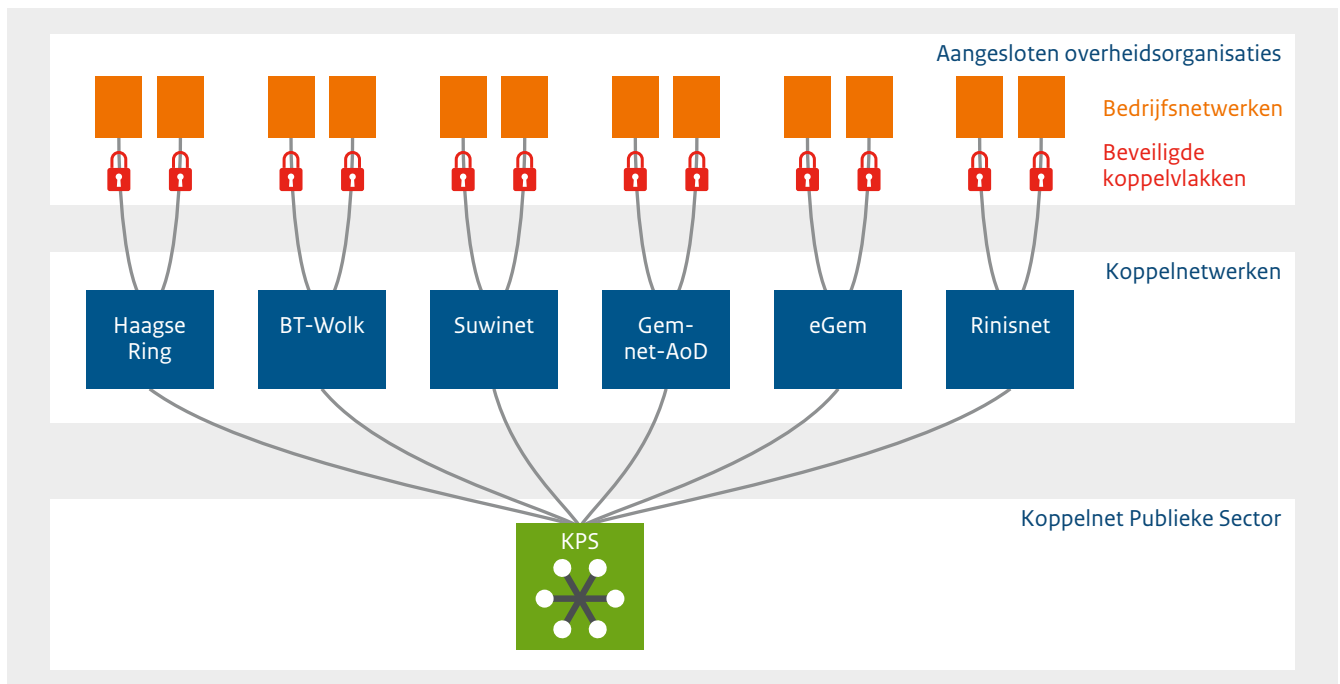 Aangesloten overheidsorganisaties
Bedrijfsnetwerken
Beveiligde
koppelvlakken
Koppelnetwerken
Haagse
Ring
BT-Wolk
Suwinet
Gem-
net-AoD
eGem
Rinisnet
Koppelnet Publieke Sector
KPS